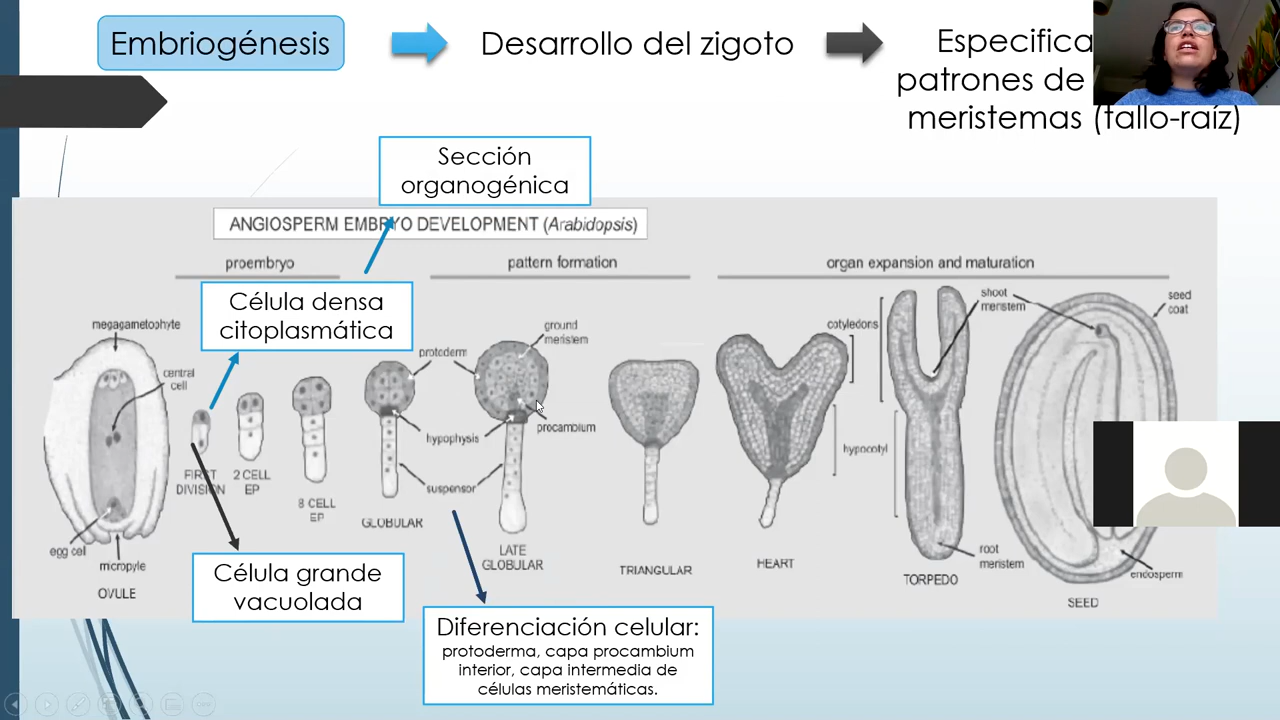 Embriogénesis
Desarrollo del zigoto
Especifica
patrones de
meristemas (tallo-raíz)
Sección
organogénica
ANGIOSPERM EMBRYO DEVELOPMENT (Arabidopsis)
proembryo
pattern formation
organ expansion and maturation
Célula densa
citoplasmática
megagametophyte
central
cell
egg cell
micropyle
OVULE
FIRST
DIVISION
2 CELL
EP
8 CELL
EP
protoderm
hypophysis
suspensor
GLOBULAR
ground
meristem
procambium
LATE
GLOBULAR
TRIANGULAR
HEART
cotyledons
hypocotyl
shoot
meristem
root
meristem
TORPEDO
seed
coat
endosperm
SEED
Célula grande
vacuolada
Diferenciación celular:
protoderma, capa procambium
interior, capa intermedia de
células meristemáticas.